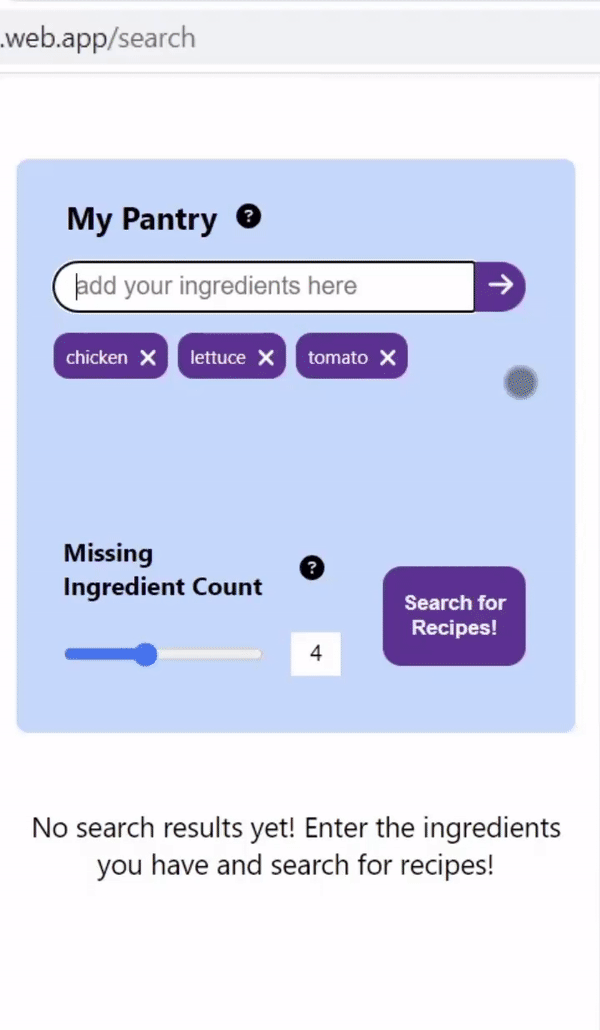 .web.app/search
My Pantry ?
add your ingredients here
chicken lettuce tomato
Missing
Ingredient Count ?
Search for
Recipes!
4
No search results yet! Enter the ingredients
you have and search for recipes!